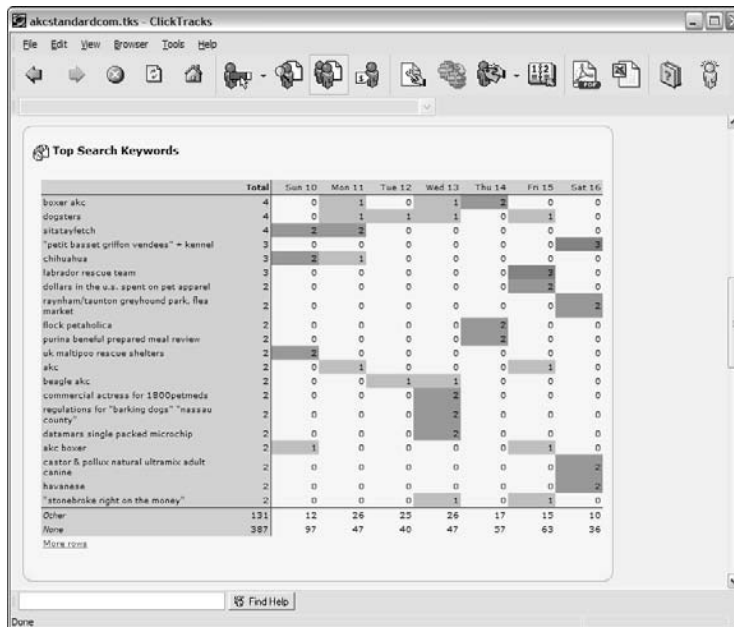 akcstandardcom.tks - ClickTracks
File Edit View Browser Tools Help
Top Search Keywords
Total Sun 10 Mon 11 Tue 12 Wed 13 Thu 14 Fri 15 Sat 16
boxer akc 4 0 1 0 1 2 0 0
dogsters 4 0 1 1 1 0 1 0
sitstayfetch 4 2 2 0 0 0 0 0
"petit basset griffon vendees" + kennel 3 0 0 0 0 0 0 3
chihuahua 3 2 1 0 0 0 0 0
labrador rescue team 3 0 0 0 0 0 3 0
dollars in the u.s. spent on pet apparel 2 0 0 0 0 0 2 0
raynham/taunton greyhound park, flea
market 2 0 0 0 0 0 0 2
flock petaholica 2 0 0 0 0 2 0 0
purina beneful prepared meal review 2 0 0 0 0 2 0 0
uk maltipoo rescue shelters 2 2 0 0 0 0 0 0
akc 2 0 1 0 0 0 1 0
beagle akc 2 0 0 1 1 0 0 0
commercial actress for 1800petmeds 2 0 0 0 2 0 0 0
regulations for "barking dogs" "nassau
county" 2 0 0 0 2 0 0 0
datamars single packed microchip 2 0 0 0 2 0 0 0
akc boxer 2 1 0 0 0 0 1 0
castor & pollux natural ultramix adult
canine 2 0 0 0 0 0 0 2
havanese 2 0 0 0 0 0 0 2
"stonebroke right on the money" 2 0 0 0 1 0 1 0
Other 131 12 26 25 26 17 15 10
None 387 97 47 40 47 57 63 36
More rows
Find Help
Done